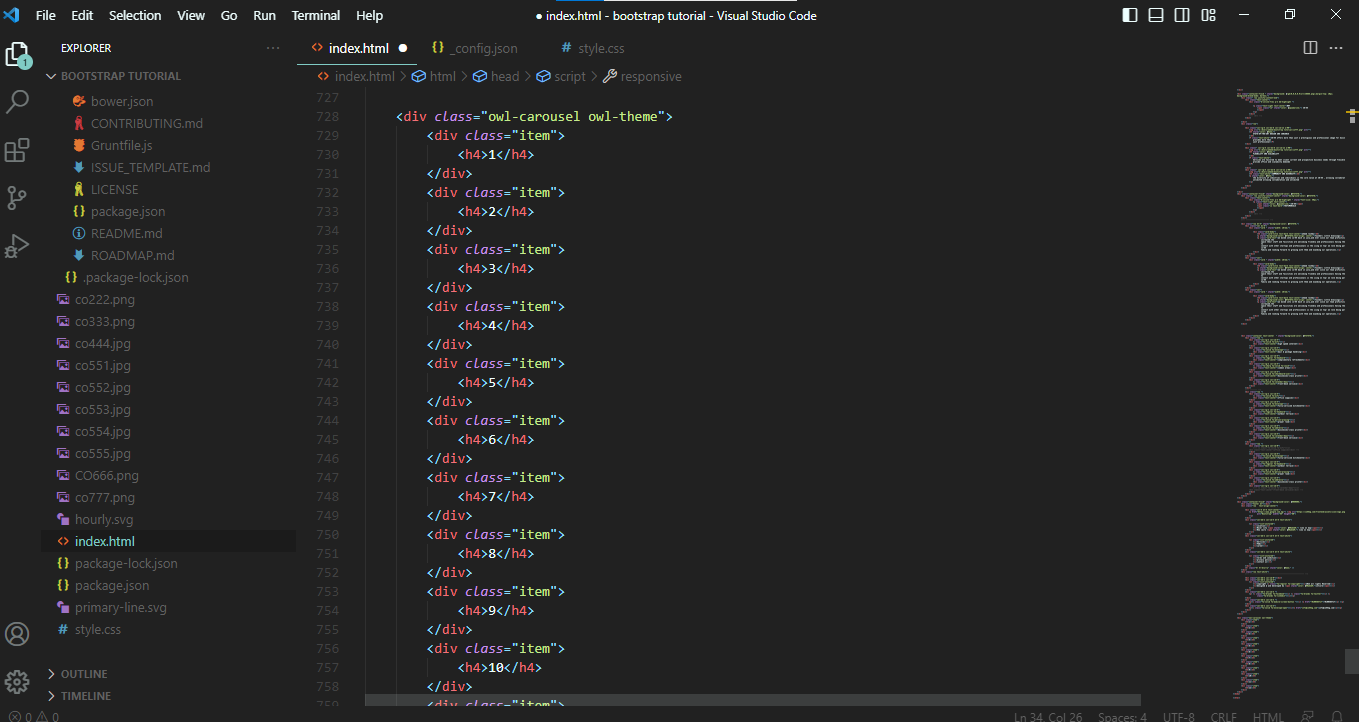 File Edit Selection View Go Run Terminal Help
● index.html - bootstrap tutorial - Visual Studio Code
EXPLORER
index.html
_config.json
style.css
BOOTSTRAP TUTORIAL
index.html > html > head > script > responsive
1
bower.json
CONTRIBUTING.md
Gruntfile.js
ISSUE_TEMPLATE.md
LICENSE
package.json
README.md
ROADMAP.md
.package-lock.json
co222.png
co333.png
co444.jpg
co551.jpg
co552.jpg
co553.jpg
co554.jpg
co555.jpg
CO666.png
co777.png
hourly.svg
index.html
package-lock.json
package.json
primary-line.svg
style.css
OUTLINE
TIMELINE
727
728 <div class="owl-carousel owl-theme">
729 <div class="item">
730 <h4>1</h4>
731 </div>
732 <div class="item">
733 <h4>2</h4>
734 </div>
735 <div class="item">
736 <h4>3</h4>
737 </div>
738 <div class="item">
739 <h4>4</h4>
740 </div>
741 <div class="item">
742 <h4>5</h4>
743 </div>
744 <div class="item">
745 <h4>6</h4>
746 </div>
747 <div class="item">
748 <h4>7</h4>
749 </div>
750 <div class="item">
751 <h4>8</h4>
752 </div>
753 <div class="item">
754 <h4>9</h4>
755 </div>
756 <div class="item">
757 <h4>10</h4>
758 </div>
759 <div class="item">
0 0
Ln 34, Col 26 Spaces: 4 UTF-8 CRLF HTML